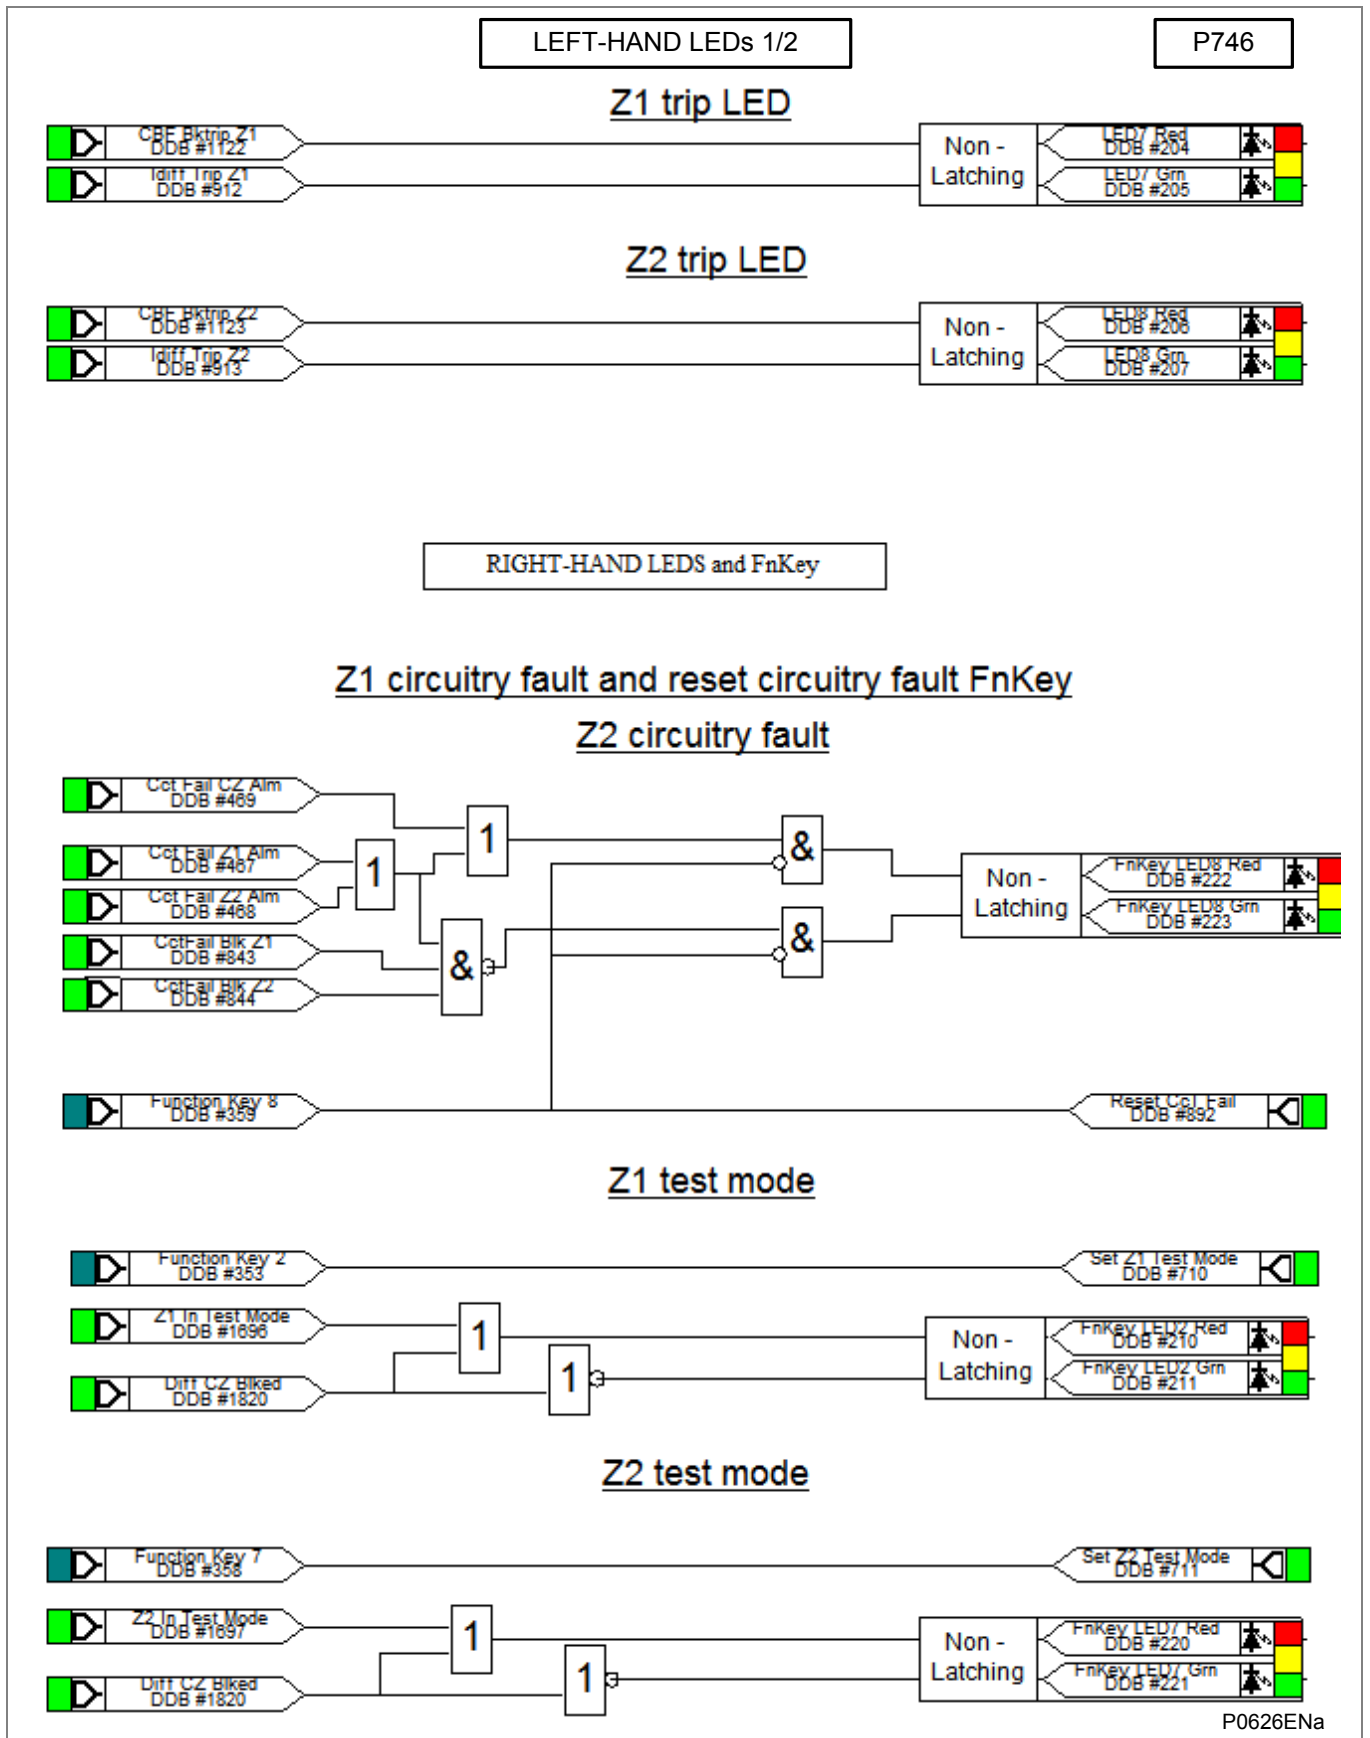 LEFT-HAND LEDs 1/2
P746
Z1 trip LED
CBF Bktrip Z1
DDB #1122
Idiff Trip Z1
DDB #912
Non -
Latching
LED7 Red
DDB #204
LED7 Grn
DDB #205
Z2 trip LED
CBF Bktrip Z2
DDB #1123
Idiff Trip Z2
DDB #913
Non -
Latching
LED8 Red
DDB #206
LED8 Grn
DDB #207
RIGHT-HAND LEDS and FnKey
Z1 circuitry fault and reset circuitry fault FnKey
Z2 circuitry fault
Cct Fail CZ Alm
DDB #469
Cct Fail Z1 Alm
DDB #467
Cct Fail Z2 Alm
DDB #468
CctFail Blk Z1
DDB #843
CctFail Blk Z2
DDB #844
1
1
&
&
&
Non -
Latching
FnKey LED8 Red
DDB #222
FnKey LED8 Grn
DDB #223
Function Key 8
DDB #359
Reset CcT Fail
DDB #892
Z1 test mode
Function Key 2
DDB #353
Set Z1 Test Mode
DDB #710
Z1 In Test Mode
DDB #1696
Diff CZ Blked
DDB #1820
1
1
Non -
Latching
FnKey LED2 Red
DDB #210
FnKey LED2 Grn
DDB #211
Z2 test mode
Function Key 7
DDB #358
Set Z2 Test Mode
DDB #711
Z2 In Test Mode
DDB #1697
Diff CZ Blked
DDB #1820
1
1
Non -
Latching
FnKey LED7 Red
DDB #220
FnKey LED7 Grn
DDB #221
P0626ENa